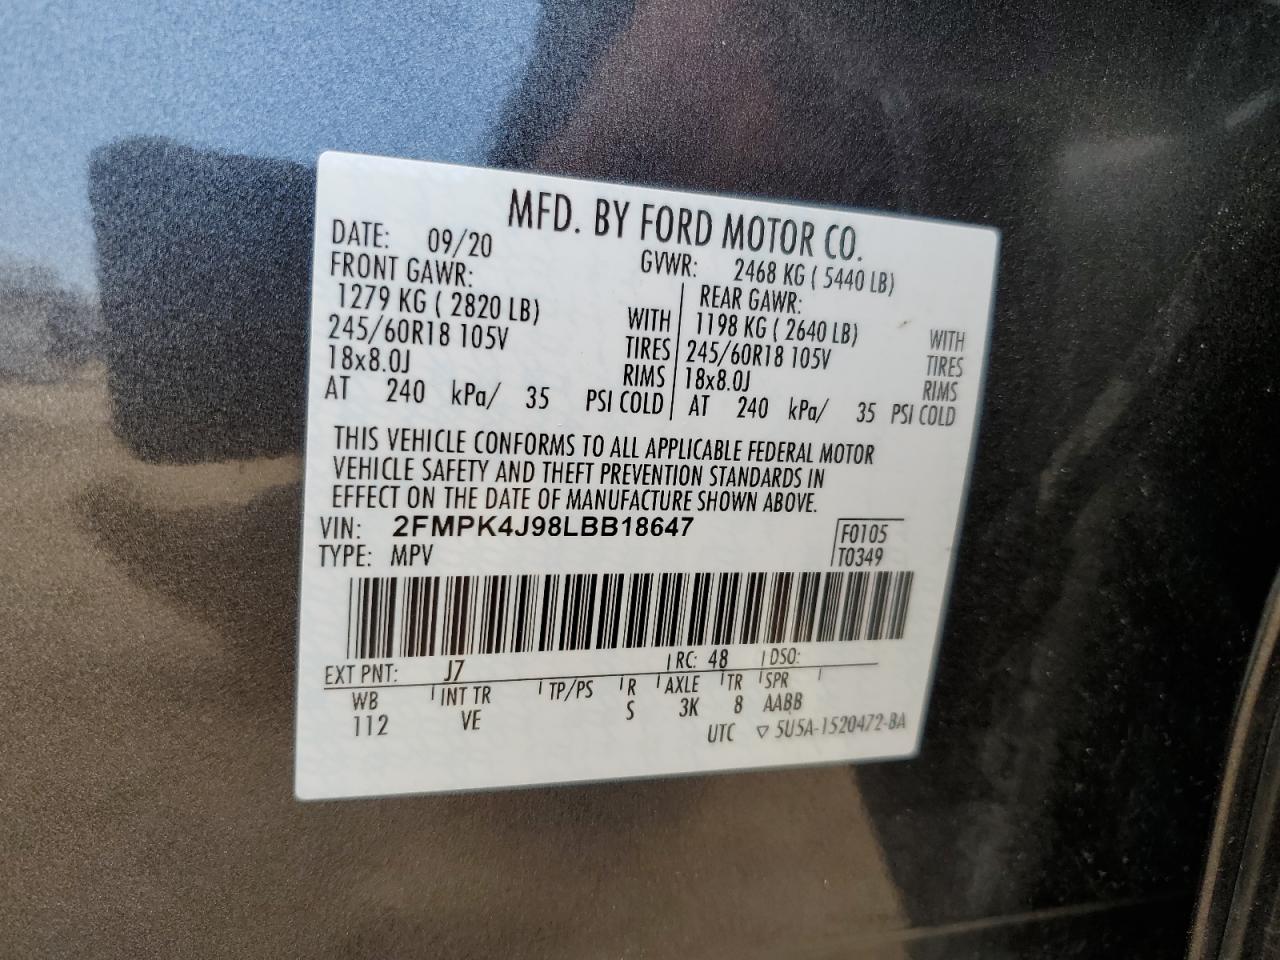 MFD. BY FORD MOTOR CO.
DATE: 09/20 GVWR: 2468 KG ( 5440 LB)
FRONT GAWR: REAR GAWR:
1279 KG ( 2820 LB) WITH 1198 KG ( 2640 LB) WITH
245/60R18 105V TIRES 245/60R18 105V TIRES
18x8.0J RIMS 18x8.0J RIMS
AT 240 kPa/ 35 PSI COLD AT 240 kPa/ 35 PSI COLD
THIS VEHICLE CONFORMS TO ALL APPLICABLE FEDERAL MOTOR
VEHICLE SAFETY AND THEFT PREVENTION STANDARDS IN
EFFECT ON THE DATE OF MANUFACTURE SHOWN ABOVE.
VIN: 2FMPK4J98LBB18647 F0105
TYPE: MPV T0349
EXT PNT: J7 RC: 48 DSO:
WB INT TR TP/PS R AXLE TR SPR
112 VE S 3K 8 AABB
UTC ▽ 5U5A-1520472-BA